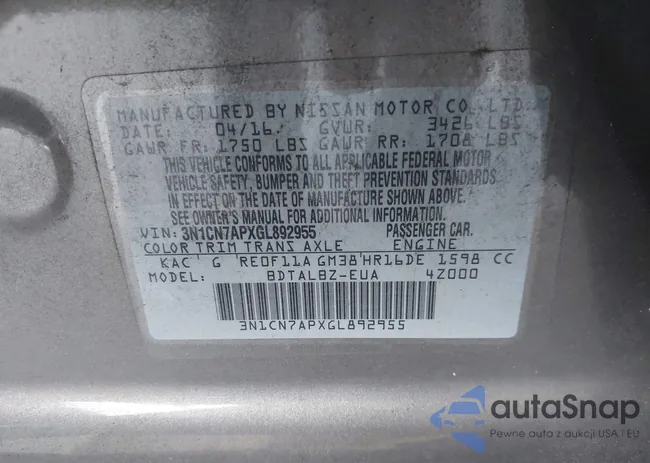 MANUFACTURED BY NISSAN MOTOR CO., LTD.
DATE: 04/16 GVWR: 3426 LBS
GAWR FR: 1750 LBS GAWR RR: 1708 LBS
THIS VEHICLE CONFORMS TO ALL APPLICABLE FEDERAL MOTOR
VEHICLE SAFETY, BUMPER AND THEFT PREVENTION STANDARDS
IN EFFECT ON THE DATE OF MANUFACTURE SHOWN ABOVE.
SEE OWNER'S MANUAL FOR ADDITIONAL INFORMATION.
VIN: 3N1CN7APXGL892955 PASSENGER CAR.
COLOR TRIM TRANS AXLE ENGINE
KAC G RE0F11A GM38 HR16DE 1598 CC
MODEL: BDTALBZ-EUA 4Z000
3N1CN7APXGL892955
autaSnap
Pewne auta z aukcji USA i EU